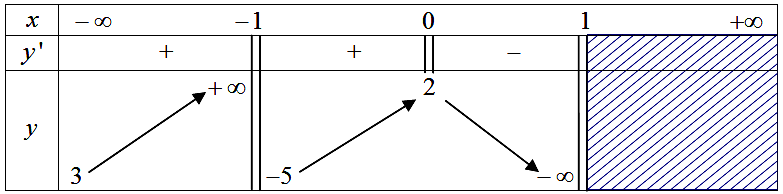 x −∞ −1 0 1 +∞
y' + + −
+∞ 2
y
3 −5 −∞